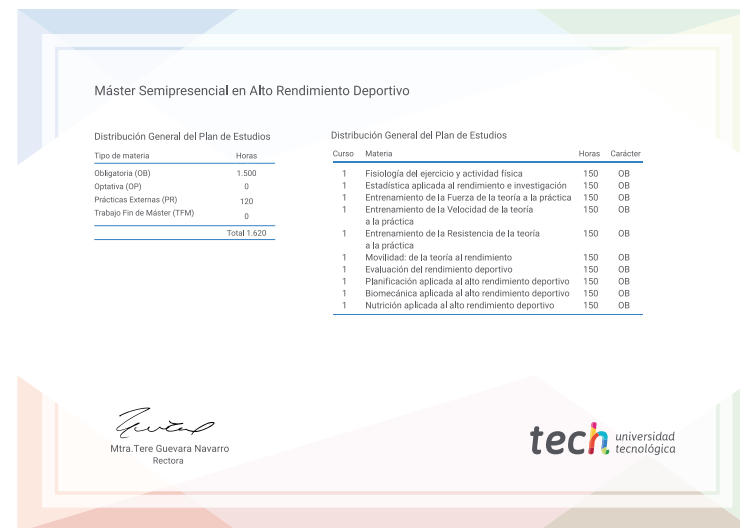 Máster Semipresencial en Alto Rendimiento Deportivo
Distribución General del Plan de Estudios
Tipo de materia Horas
Obligatoria (OB) 1.500
Optativa (OP) 0
Prácticas Externas (PR) 120
Trabajo Fin de Máster (TFM) 0
Total 1.620
Distribución General del Plan de Estudios
Curso Materia Horas Carácter
1 Fisiología del ejercicio y actividad física 150 OB
1 Estadística aplicada al rendimiento e investigación 150 OB
1 Entrenamiento de la Fuerza de la teoría a la práctica 150 OB
1 Entrenamiento de la Velocidad de la teoría 150 OB
a la práctica
1 Entrenamiento de la Resistencia de la teoría 150 OB
a la práctica
1 Movilidad: de la teoría al rendimiento 150 OB
1 Evaluación del rendimiento deportivo 150 OB
1 Planificación aplicada al alto rendimiento deportivo 150 OB
1 Biomecánica aplicada al alto rendimiento deportivo 150 OB
1 Nutrición aplicada al alto rendimiento deportivo 150 OB
Mtra.Tere Guevara Navarro
Rectora
tech universidad
tecnológica